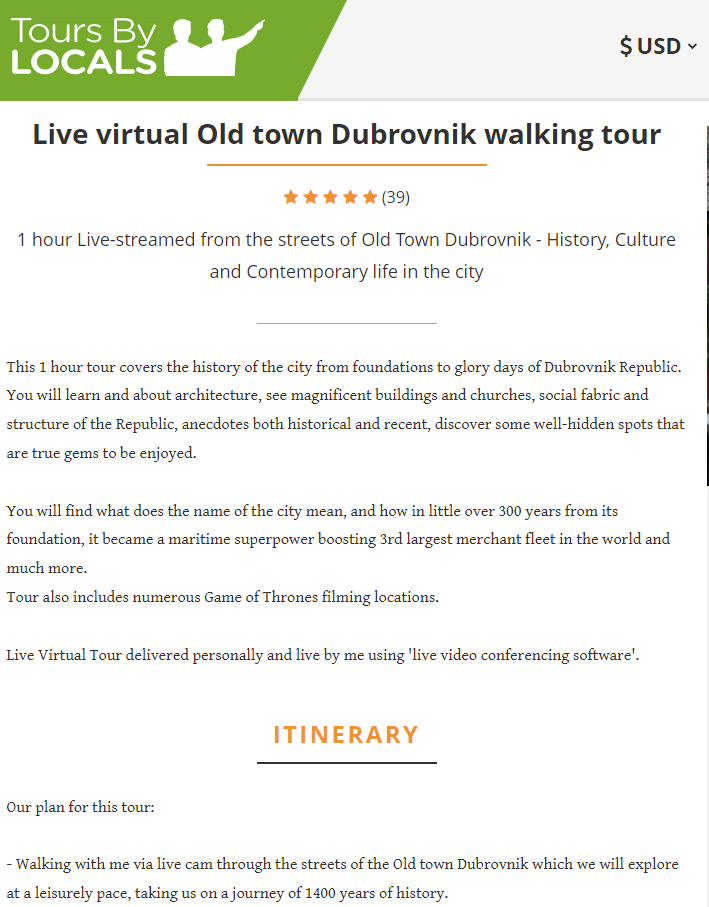 Tours By
LOCALS
$ USD
Live virtual Old town Dubrovnik walking tour
(39)
1 hour Live-streamed from the streets of Old Town Dubrovnik - History, Culture
and Contemporary life in the city
This 1 hour tour covers the history of the city from foundations to glory days of Dubrovnik Republic.
You will learn and about architecture, see magnificent buildings and churches, social fabric and
structure of the Republic, anecdotes both historical and recent, discover some well-hidden spots that
are true gems to be enjoyed.
You will find what does the name of the city mean, and how in little over 300 years from its
foundation, it became a maritime superpower boosting 3rd largest merchant fleet in the world and
much more.
Tour also includes numerous Game of Thrones filming locations.
Live Virtual Tour delivered personally and live by me using 'live video conferencing software'.
ITINERARY
Our plan for this tour:
- Walking with me via live cam through the streets of the Old town Dubrovnik which we will explore
at a leisurely pace, taking us on a journey of 1400 years of history.